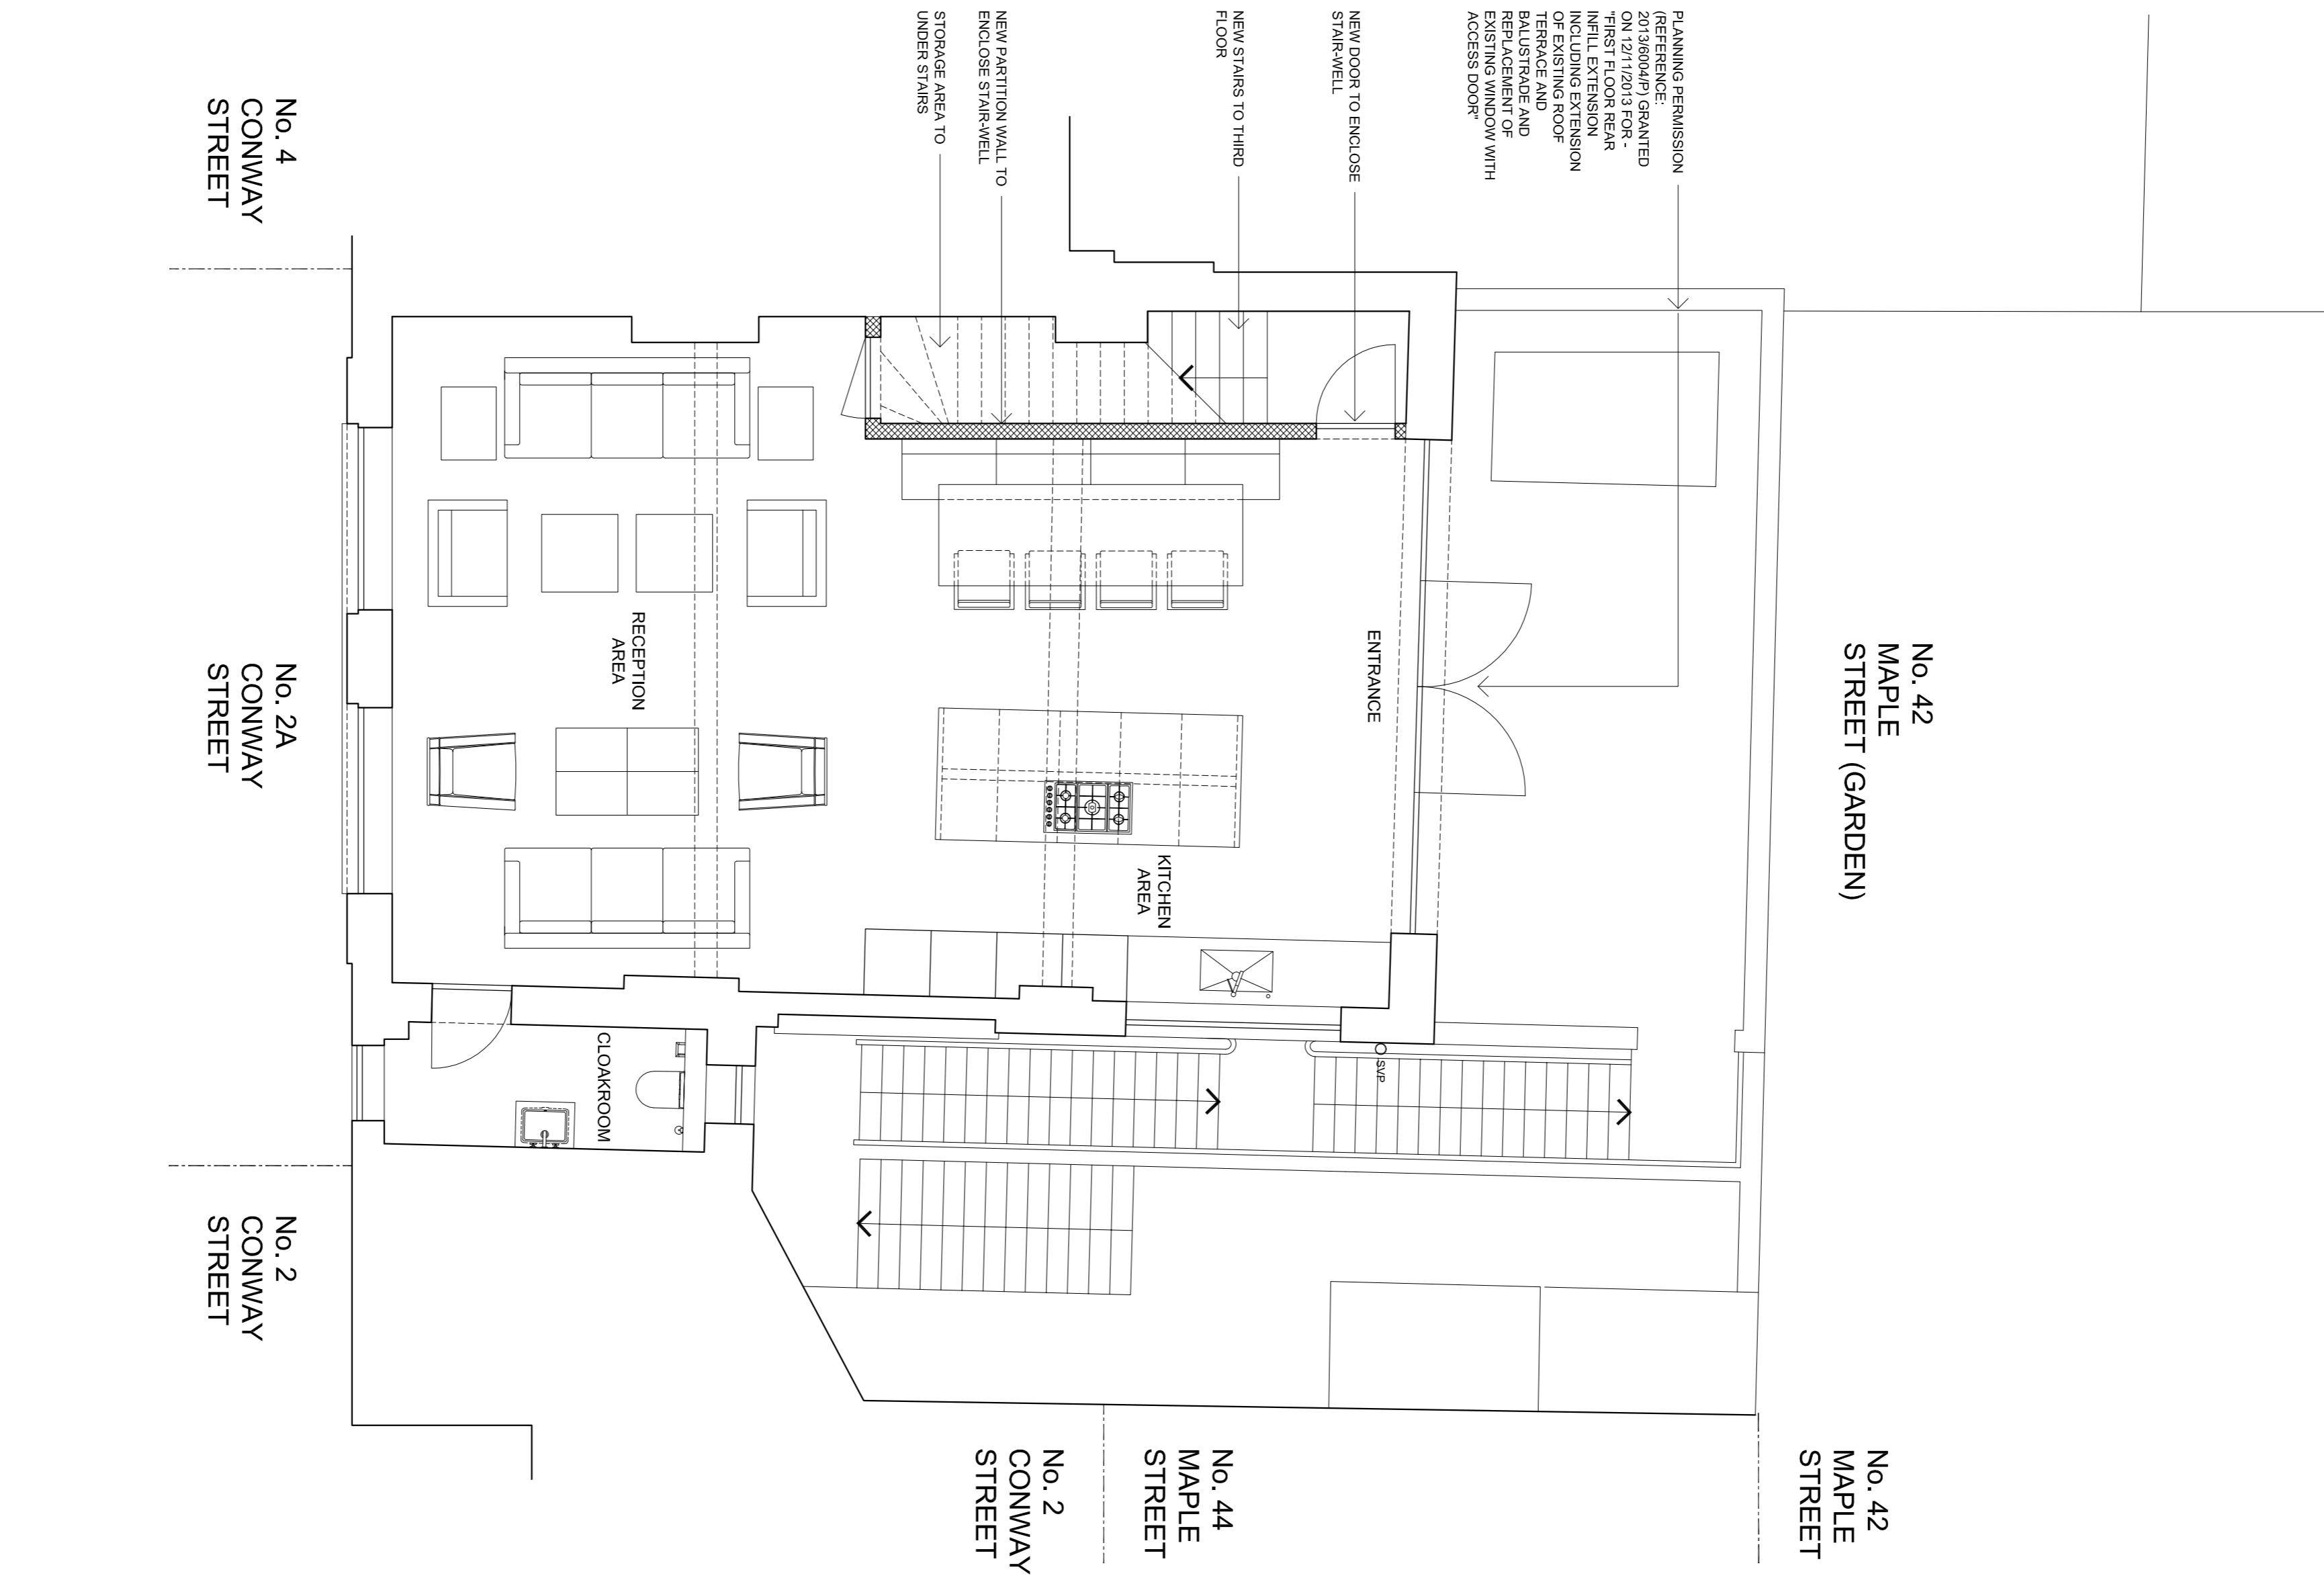 STORAGE AREA TO
UNDER STAIRS
NEW PARTITION WALL TO
ENCLOSE STAIR-WELL
NEW STAIRS TO THIRD
FLOOR
NEW DOOR TO ENCLOSE
STAIR-WELL
PLANNING PERMISSION
(REFERENCE:
2013/6004/P) GRANTED
ON 12/11/2013 FOR -
"FIRST FLOOR REAR
INFILL EXTENSION
INCLUDING EXTENSION
OF EXISTING ROOF
TERRACE AND
BALUSTRADE AND
REPLACEMENT OF
EXISTING WINDOW WITH
ACCESS DOOR"
No. 4
CONWAY
STREET
No. 2A
CONWAY
STREET
No. 2
CONWAY
STREET
RECEPTION
AREA
ENTRANCE
KITCHEN
AREA
CLOAKROOM
SVP
No. 42
MAPLE
STREET (GARDEN)
No. 2
CONWAY
STREET
No. 44
MAPLE
STREET
No. 42
MAPLE
STREET